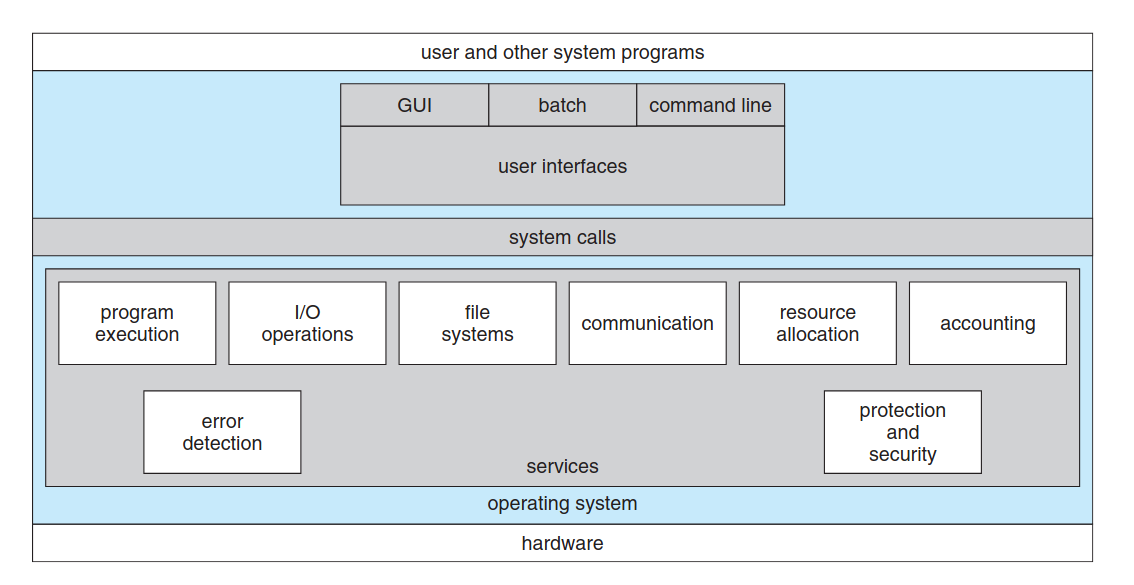 user and other system programs
GUI
batch
command line
user interfaces
system calls
program
execution
I/O
operations
file
systems
communication
resource
allocation
accounting
error
detection
protection
and
security
services
operating system
hardware